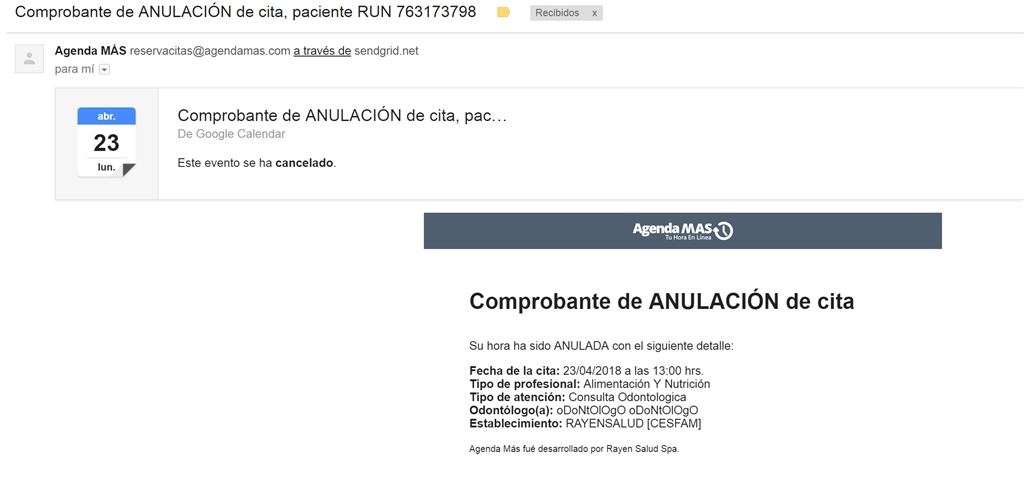 Comprobante de ANULACIÓN de cita, paciente RUN 763173798
Recibidos x
Agenda MÁS reservacitas@agendamas.com a través de sendgrid.net
para mí
abr.
23
lun.
Comprobante de ANULACIÓN de cita, pac…
De Google Calendar
Este evento se ha cancelado.
Agenda MAS
Tu Hora En Línea
Comprobante de ANULACIÓN de cita
Su hora ha sido ANULADA con el siguiente detalle:
Fecha de la cita: 23/04/2018 a las 13:00 hrs.
Tipo de profesional: Alimentación Y Nutrición
Tipo de atención: Consulta Odontologica
Odontólogo(a): oDoNtOlOgO oDoNtOlOgO
Establecimiento: RAYENSALUD [CESFAM]
Agenda Más fué desarrollado por Rayen Salud Spa.